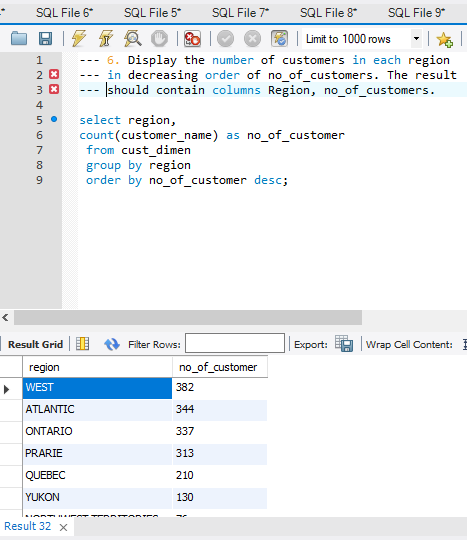 SQL File 6* SQL File 5* SQL File 7* SQL File 8* SQL File 9*
Limit to 1000 rows
1 --- 6. Display the number of customers in each region
2 --- in decreasing order of no_of_customers. The result
3 --- should contain columns Region, no_of_customers.
4
5 select region,
6 count(customer_name) as no_of_customer
7 from cust_dimen
8 group by region
9 order by no_of_customer desc;
Result Grid Filter Rows: Export: Wrap Cell Content:
region no_of_customer
WEST 382
ATLANTIC 344
ONTARIO 337
PRARIE 313
QUEBEC 210
YUKON 130
Result 32